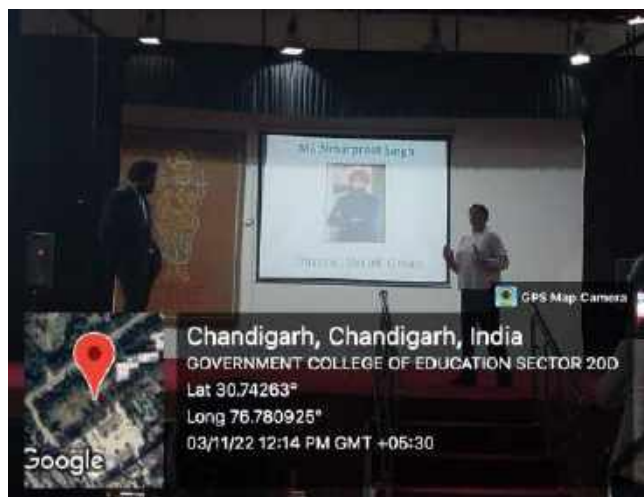 Singh
GPS Map Camera
Chandigarh, Chandigarh, India
GOVERNMENT COLLEGE OF EDUCATION SECTOR 20D
Lat 30.74263°
Long 76.780925°
03/11/22 12:14 PM GMT +05:30
Google